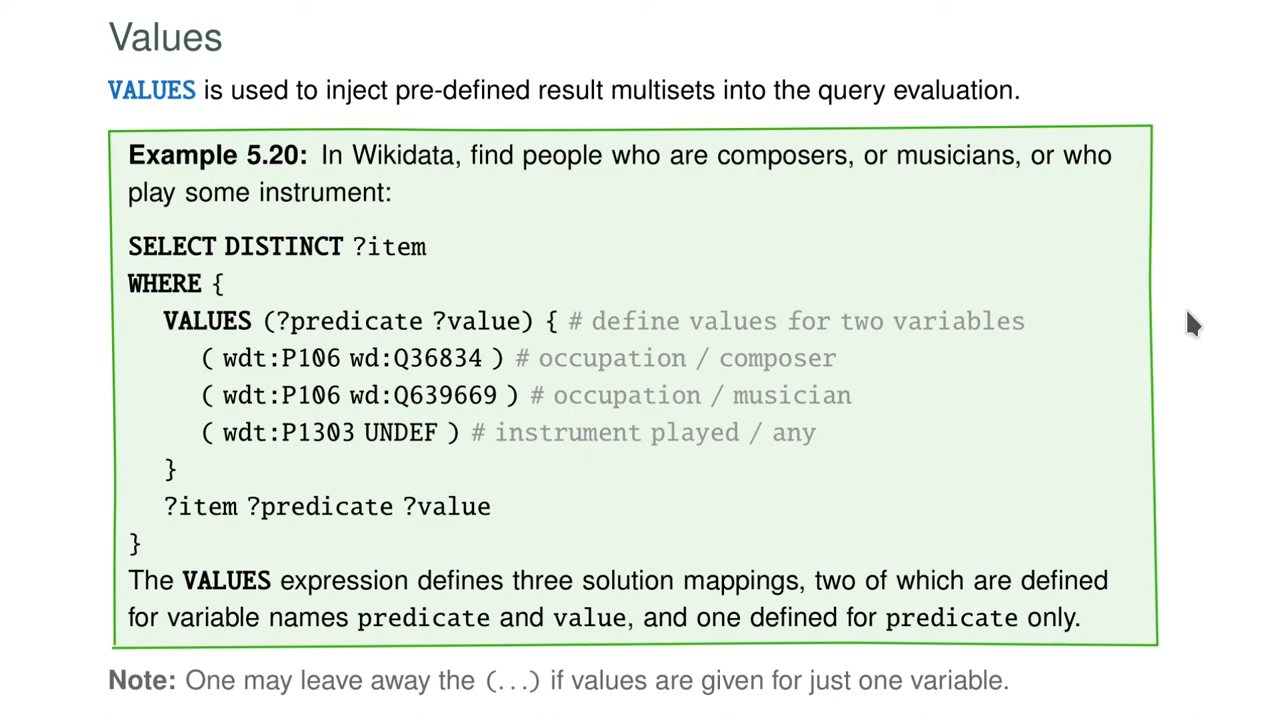 Values
VALUES is used to inject pre-defined result multisets into the query evaluation.
Example 5.20: In Wikidata, find people who are composers, or musicians, or who
play some instrument:
SELECT DISTINCT ?item
WHERE {
VALUES (?predicate ?value) { # define values for two variables
( wdt:P106 wd:Q36834 ) # occupation / composer
( wdt:P106 wd:Q639669 ) # occupation / musician
( wdt:P1303 UNDEF ) # instrument played / any
}
?item ?predicate ?value
}
The VALUES expression defines three solution mappings, two of which are defined
for variable names predicate and value, and one defined for predicate only.
Note: One may leave away the (...) if values are given for just one variable.